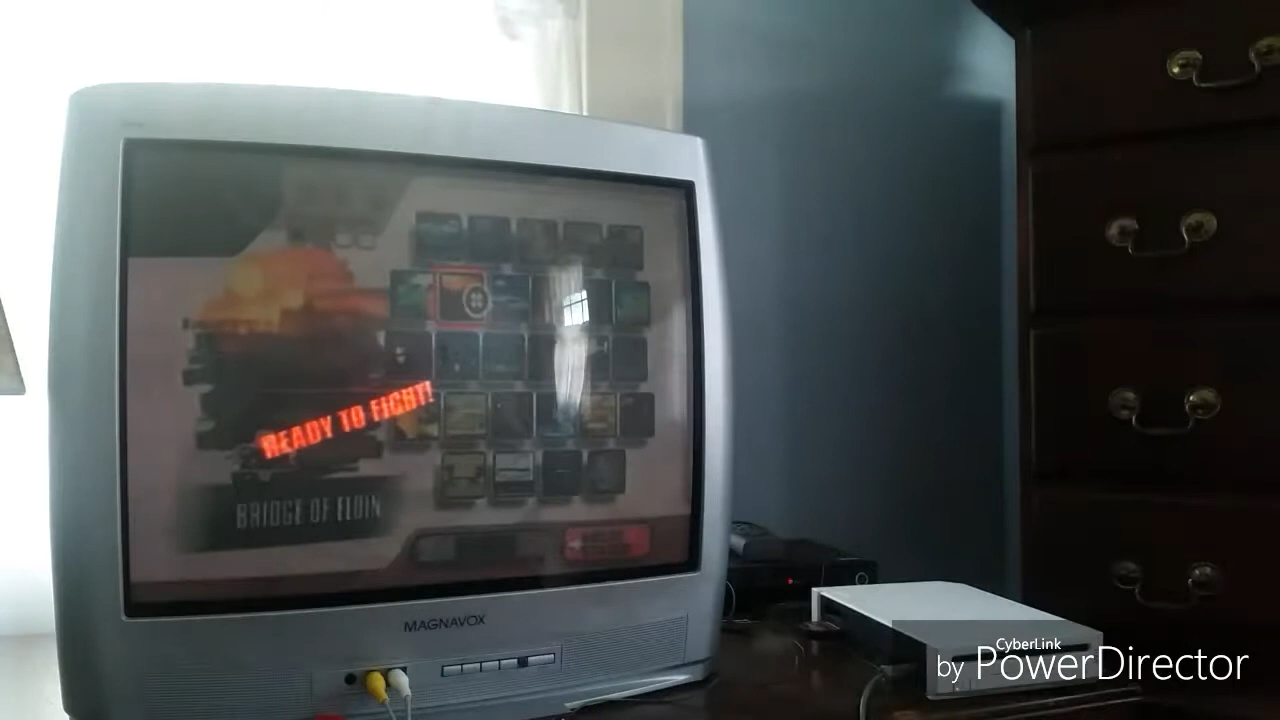 READY TO FIGHT!
BRIDGE OF ELDIN
MAGNAVOX
CyberLink
by PowerDirector